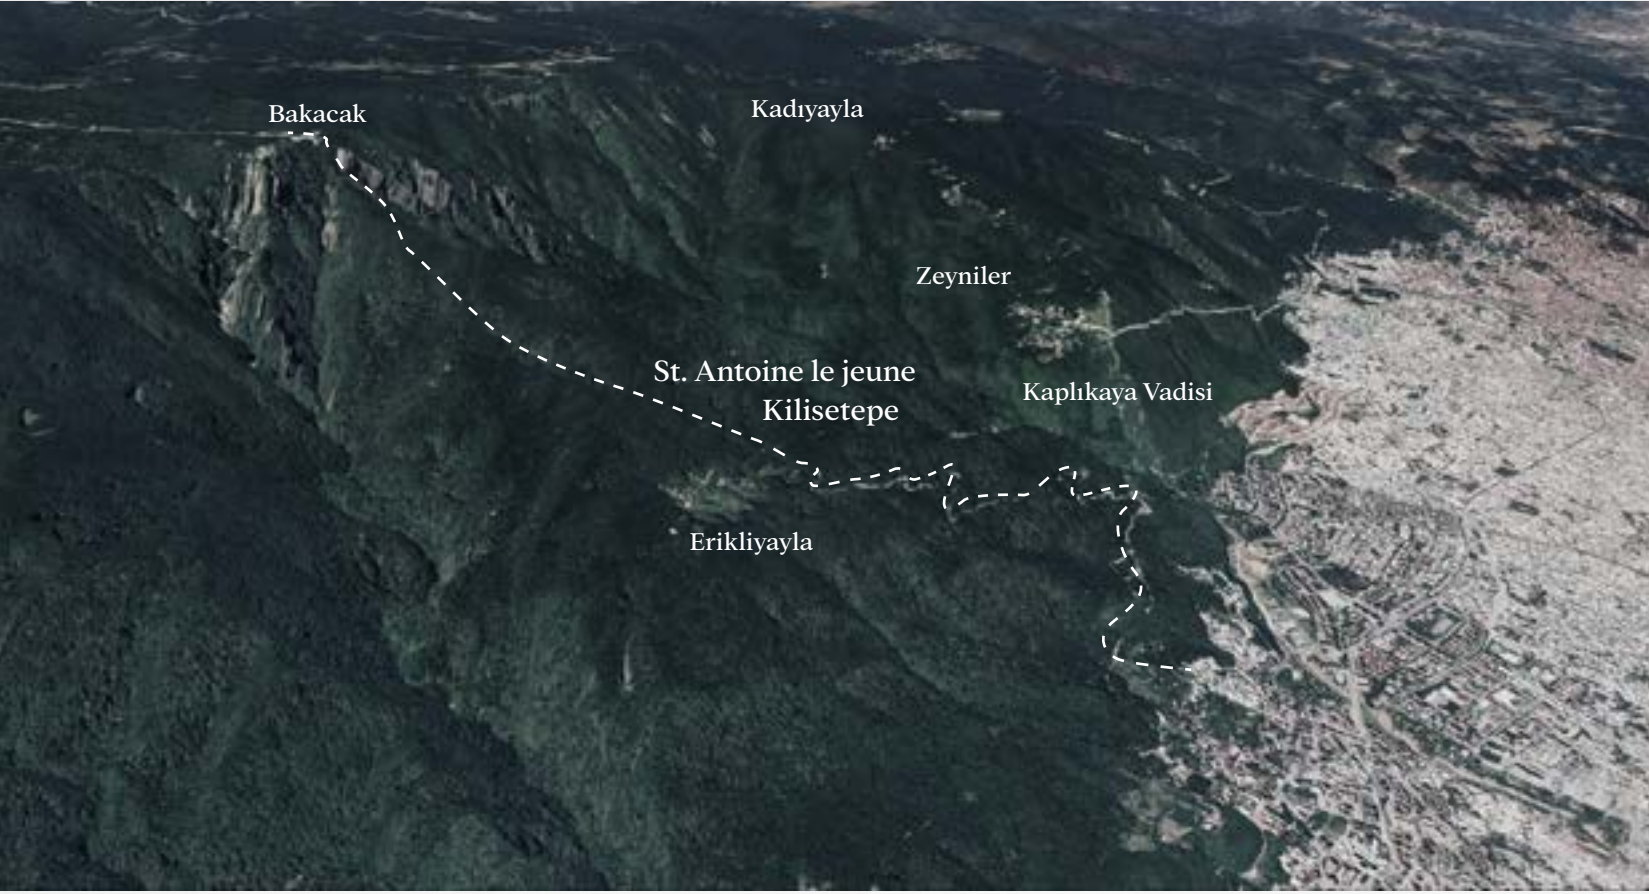 Bakacak
Kadıyayla
Zeyniler
St. Antoine le jeune
Kilisetepe
Kaplıkaya Vadisi
Erikliyayla